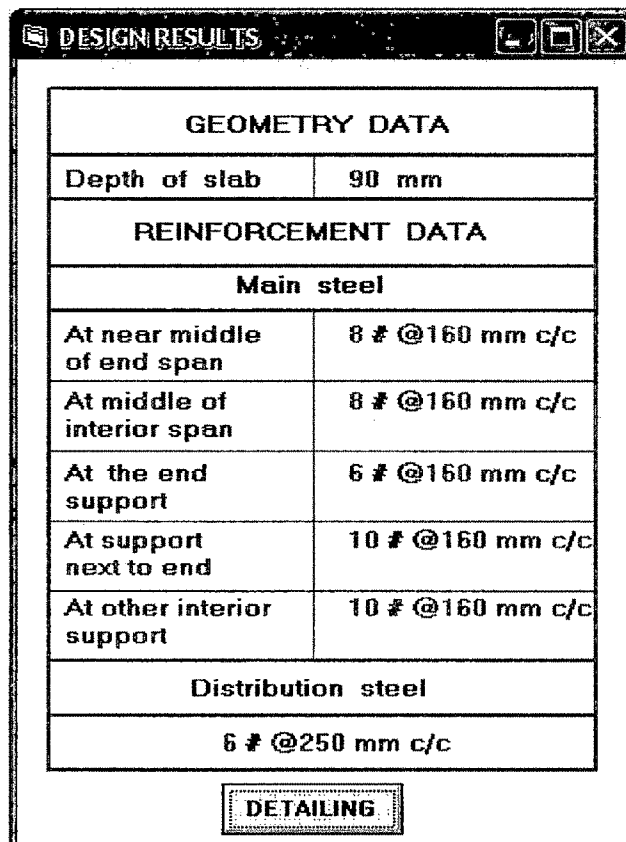 DESIGN RESULTS
GEOMETRY DATA
Depth of slab 90 mm
REINFORCEMENT DATA
Main steel
At near middle 8 # @160 mm c/c
of end span
At middle of 8 # @160 mm c/c
interior span
At the end 6 # @160 mm c/c
support
At support 10 # @160 mm c/c
next to end
At other interior 10 # @160 mm c/c
support
Distribution steel
6 # @250 mm c/c
DETAILING